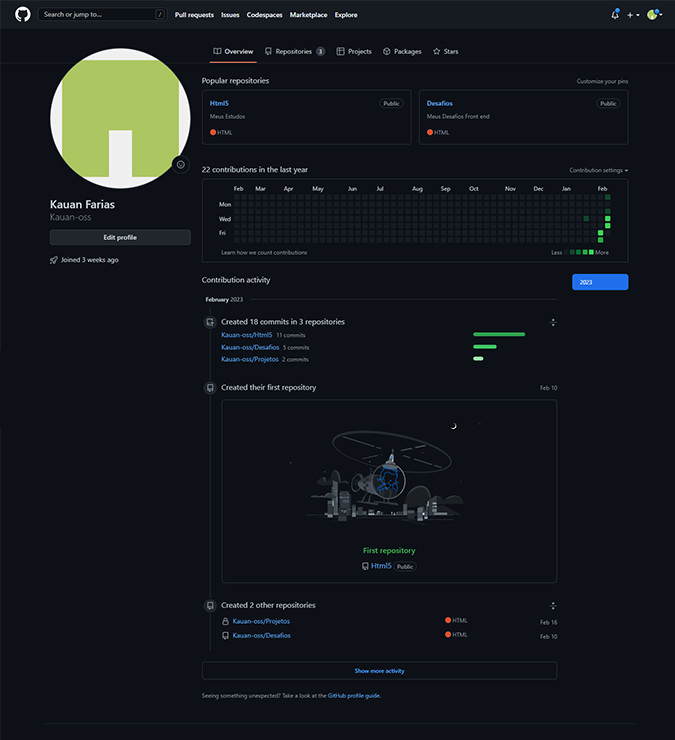 Search or jump to... /
Pull requests Issues Codespaces Marketplace Explore
Overview Repositories 3 Projects Packages Stars
Kauan Farias
Kauan-oss
Edit profile
Joined 3 weeks ago
Popular repositories Customize your pins
Html5 Public
Meus Estudos
HTML
Desafios Public
Meus Desafios Front end
HTML
22 contributions in the last year Contribution settings
Feb Mar Apr May Jun Jul Aug Sep Oct Nov Dec Jan Feb
Mon
Wed
Fri
Learn how we count contributions Less More
Contribution activity 2023
February 2023
Created 18 commits in 3 repositories
Kauan-oss/Html5 11 commits
Kauan-oss/Desafios 5 commits
Kauan-oss/Projetos 2 commits
Created their first repository Feb 10
First repository
Html5 Public
Created 2 other repositories
Kauan-oss/Projetos HTML Feb 16
Kauan-oss/Desafios HTML Feb 10
Show more activity
Seeing something unexpected? Take a look at the GitHub profile guide.